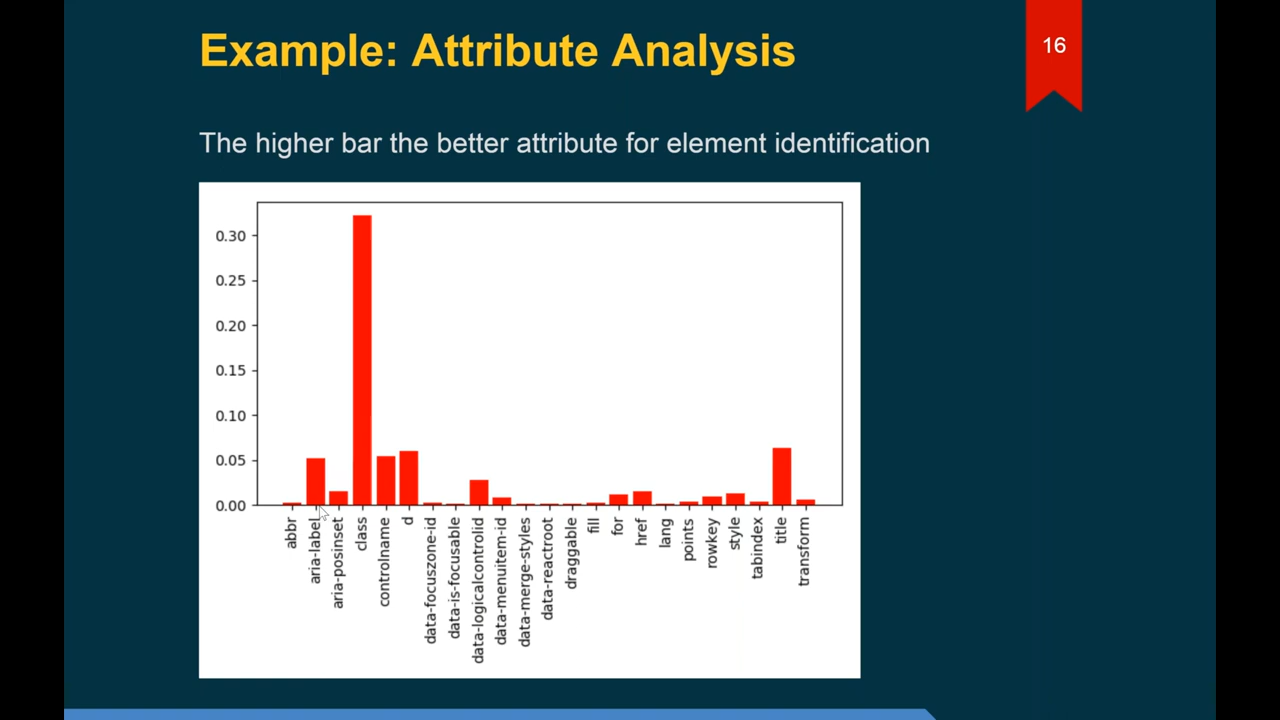 Example: Attribute Analysis
16
The higher bar the better attribute for element identification
0.30
0.25
0.20
0.15
0.10
0.05
0.00
abbr
aria-label
aria-posinset
class
controlname
d
data-focuszone-id
data-is-focusable
data-logicalcontrolid
data-menuitem-id
data-merge-styles
data-reactroot
draggable
fill
for
href
lang
points
rowkey
style
tabindex
title
transform